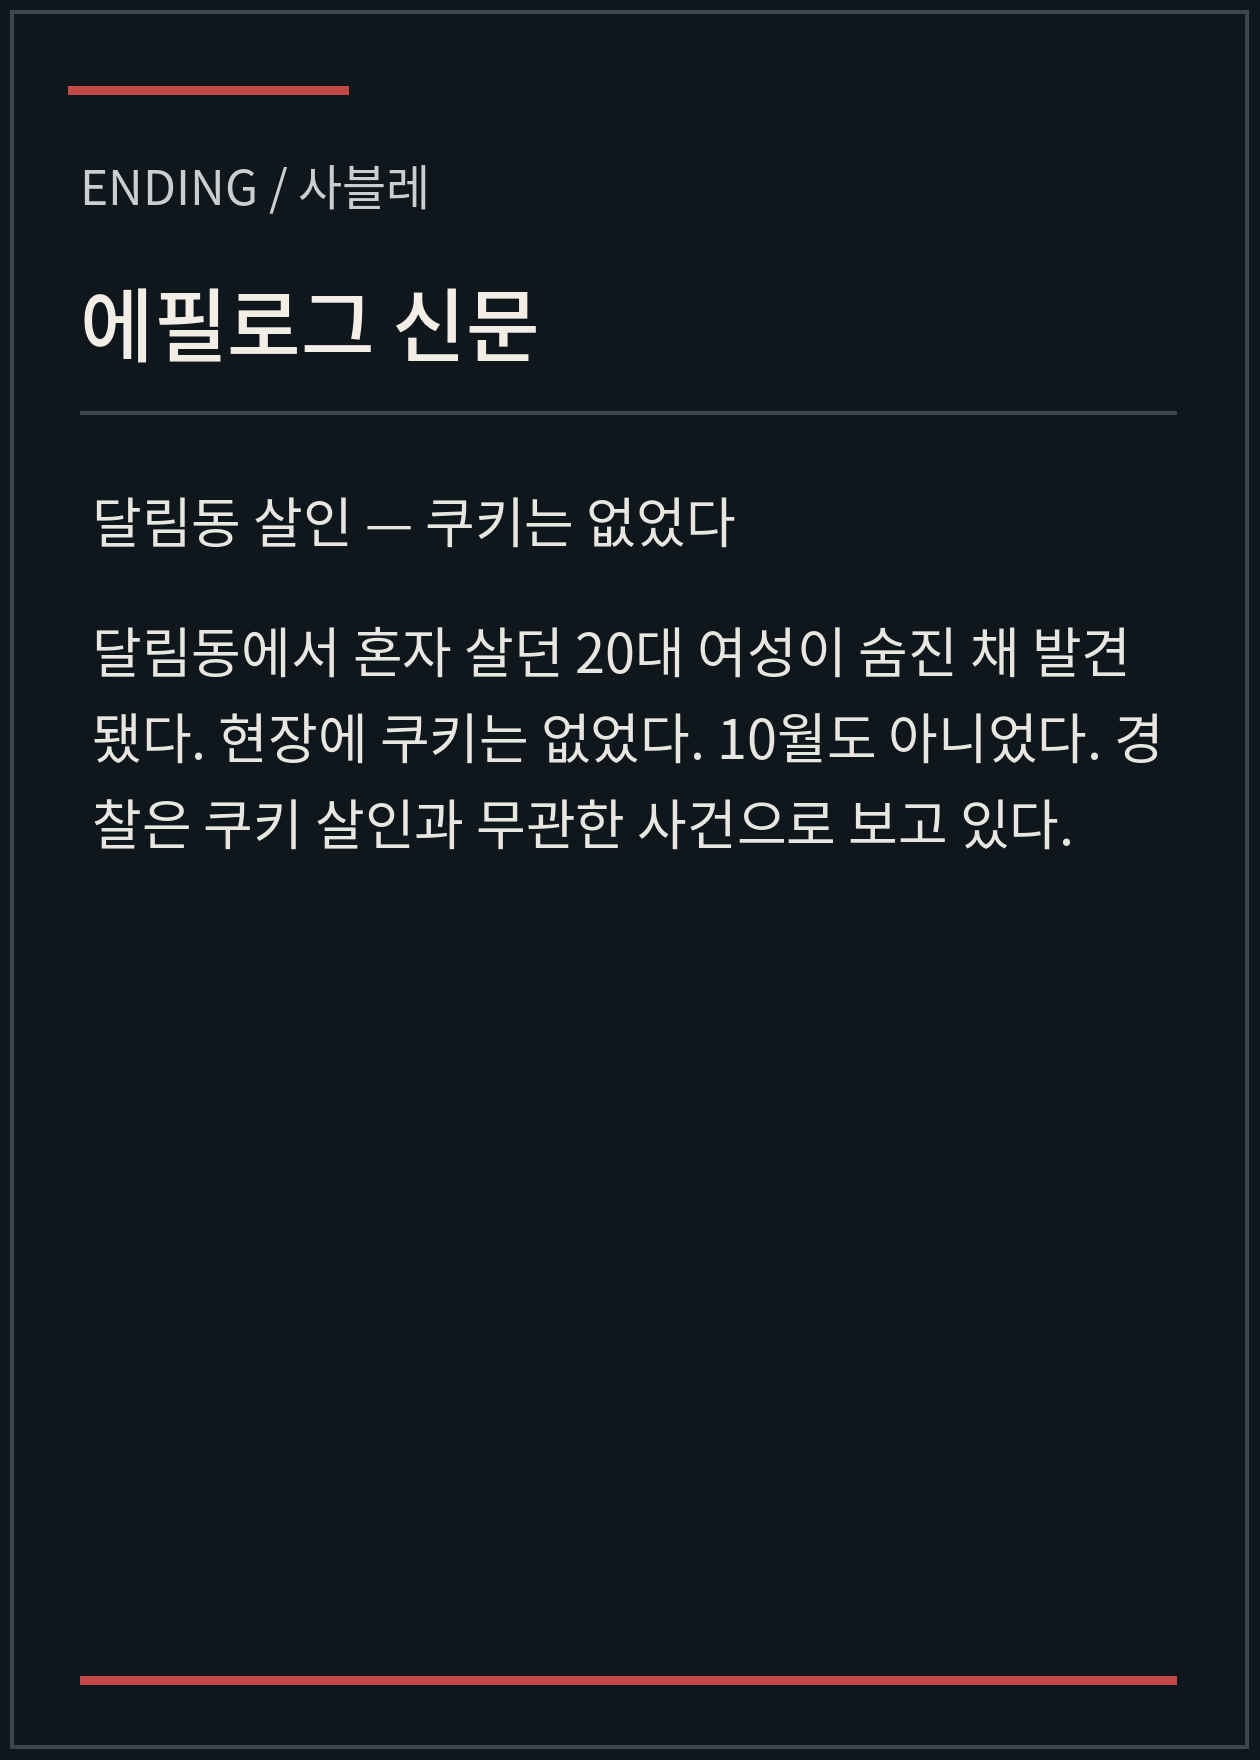 ENDING / 사블레
에필로그 신문
달림동 살인 — 쿠키는 없었다
달림동에서 혼자 살던 20대 여성이 숨진 채 발견
됐다. 현장에 쿠키는 없었다. 10월도 아니었다. 경
찰은 쿠키 살인과 무관한 사건으로 보고 있다.